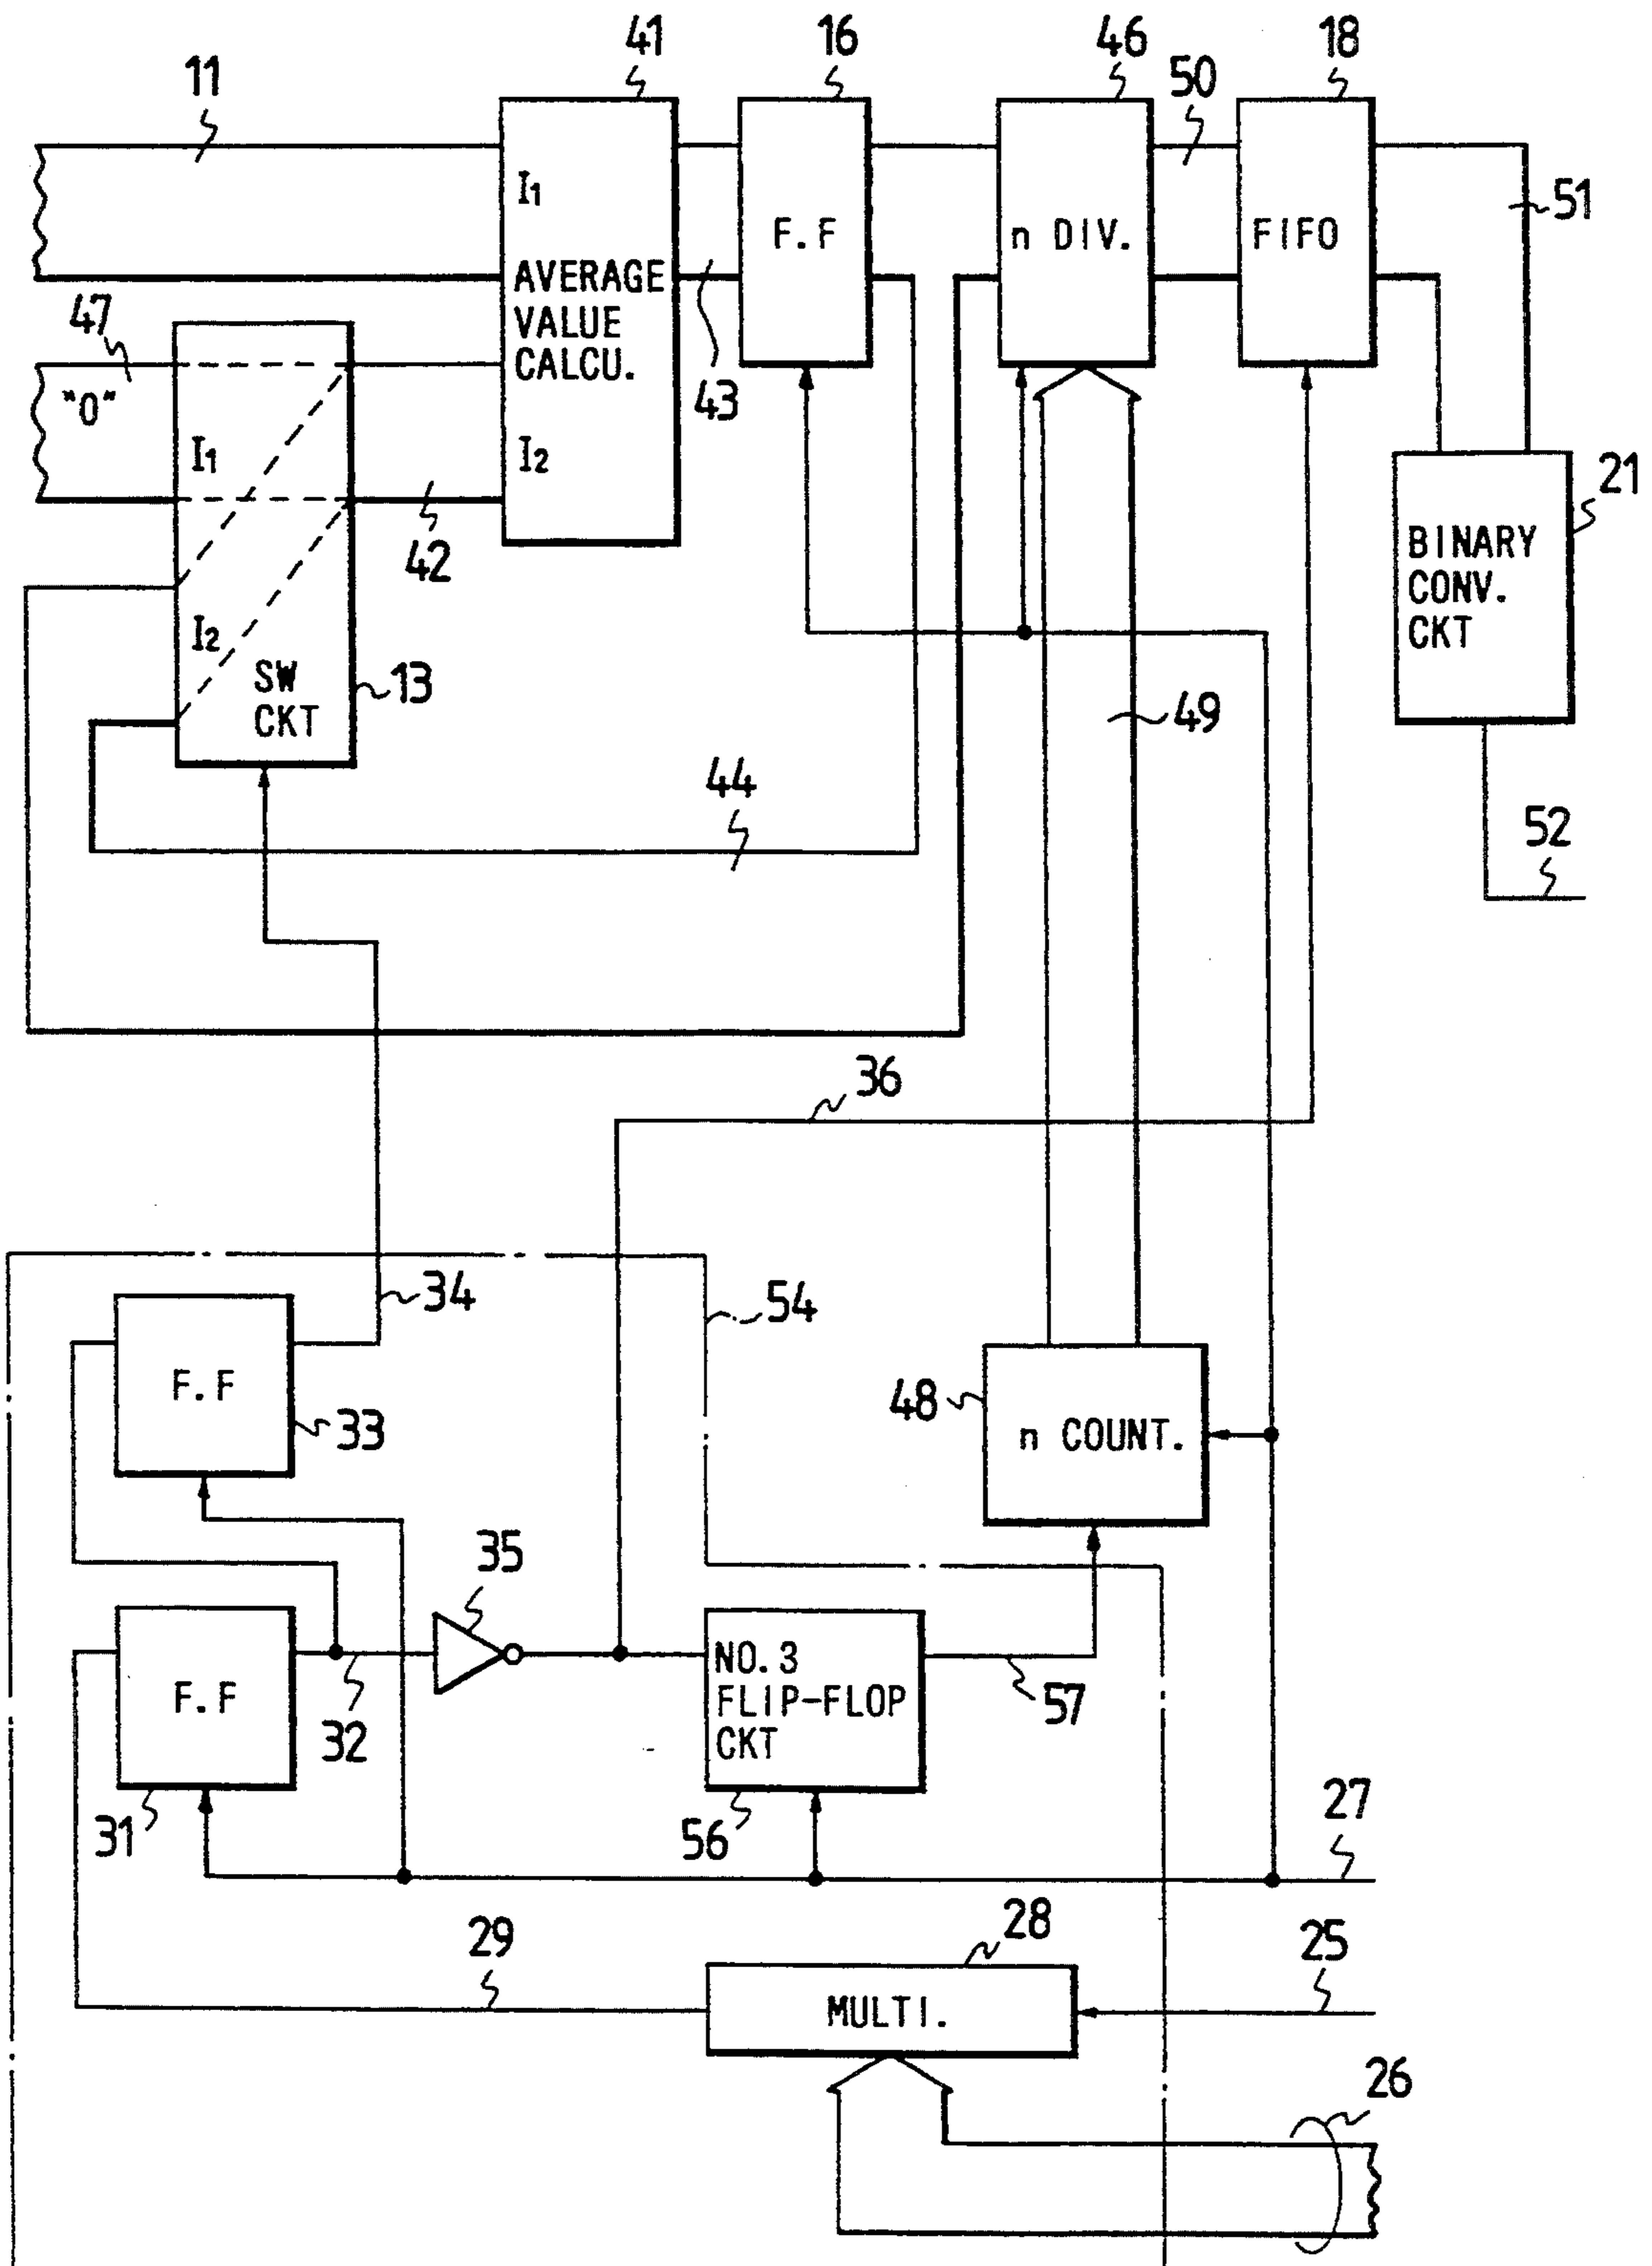 41
16
46
18
11
50
I1
F.F
n DIV.
FIFO
51
AVERAGE
VALUE
CALCU.
47
"0"
43
I1
I2
42
21
BINARY
CONV.
CKT
I2
SW
CKT
13
49
44
52
36
34
54
F.F
33
48
n COUNT.
35
F.F
32
NO.3
FLIP-FLOP
CKT
57
31
56
27
29
28
25
MULTI.
26